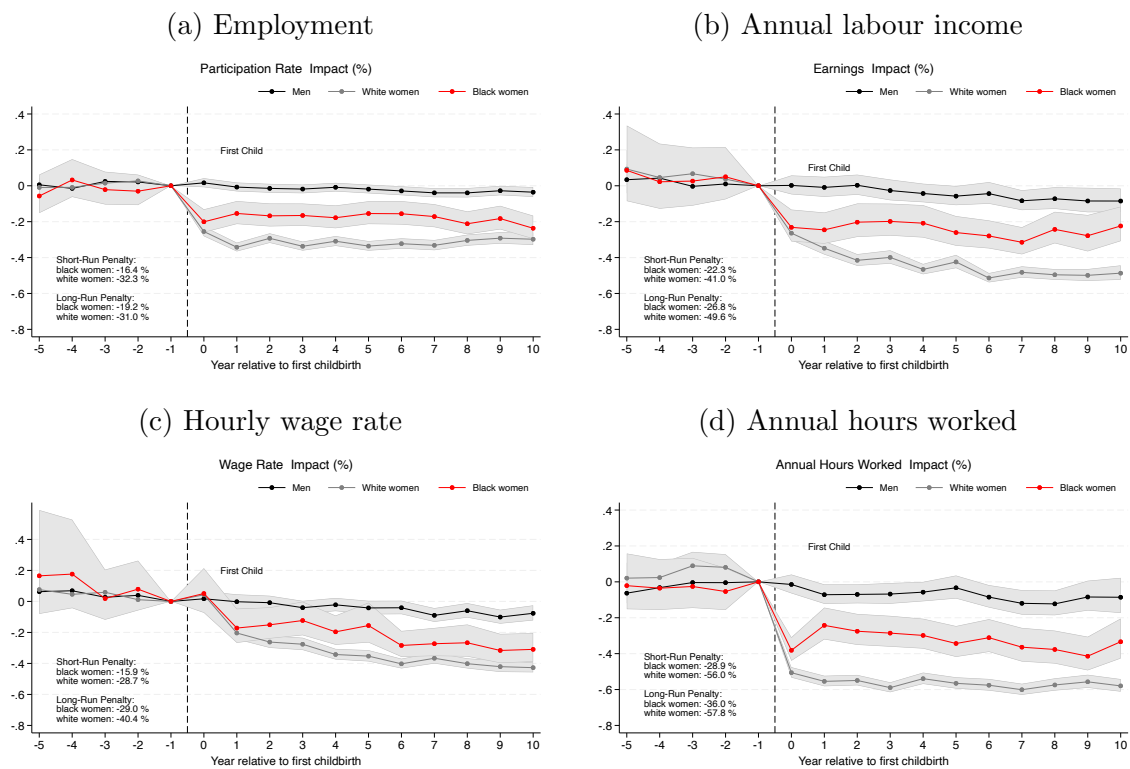 (a) Employment
Participation Rate Impact (%)
Men White women Black women
.4
.2
0
-.2
-.4
-.6
-.8
First Child
Short-Run Penalty:
black women: -16.4 %
white women: -32.3 %
Long-Run Penalty:
black women: -19.2 %
white women: -31.0 %
-5 -4 -3 -2 -1 0 1 2 3 4 5 6 7 8 9 10
Year relative to first childbirth
(b) Annual labour income
Earnings Impact (%)
Men White women Black women
.4
.2
0
-.2
-.4
-.6
-.8
First Child
Short-Run Penalty:
black women: -22.3 %
white women: -41.0 %
Long-Run Penalty:
black women: -26.8 %
white women: -49.6 %
-5 -4 -3 -2 -1 0 1 2 3 4 5 6 7 8 9 10
Year relative to first childbirth
(c) Hourly wage rate
Wage Rate Impact (%)
Men White women Black women
.4
.2
0
-.2
-.4
-.6
-.8
First Child
Short-Run Penalty:
black women: -15.9 %
white women: -28.7 %
Long-Run Penalty:
black women: -29.0 %
white women: -40.4 %
-5 -4 -3 -2 -1 0 1 2 3 4 5 6 7 8 9 10
Year relative to first childbirth
(d) Annual hours worked
Annual Hours Worked Impact (%)
Men White women Black women
.4
.2
0
-.2
-.4
-.6
-.8
First Child
Short-Run Penalty:
black women: -28.9 %
white women: -56.0 %
Long-Run Penalty:
black women: -36.0 %
white women: -57.8 %
-5 -4 -3 -2 -1 0 1 2 3 4 5 6 7 8 9 10
Year relative to first childbirth